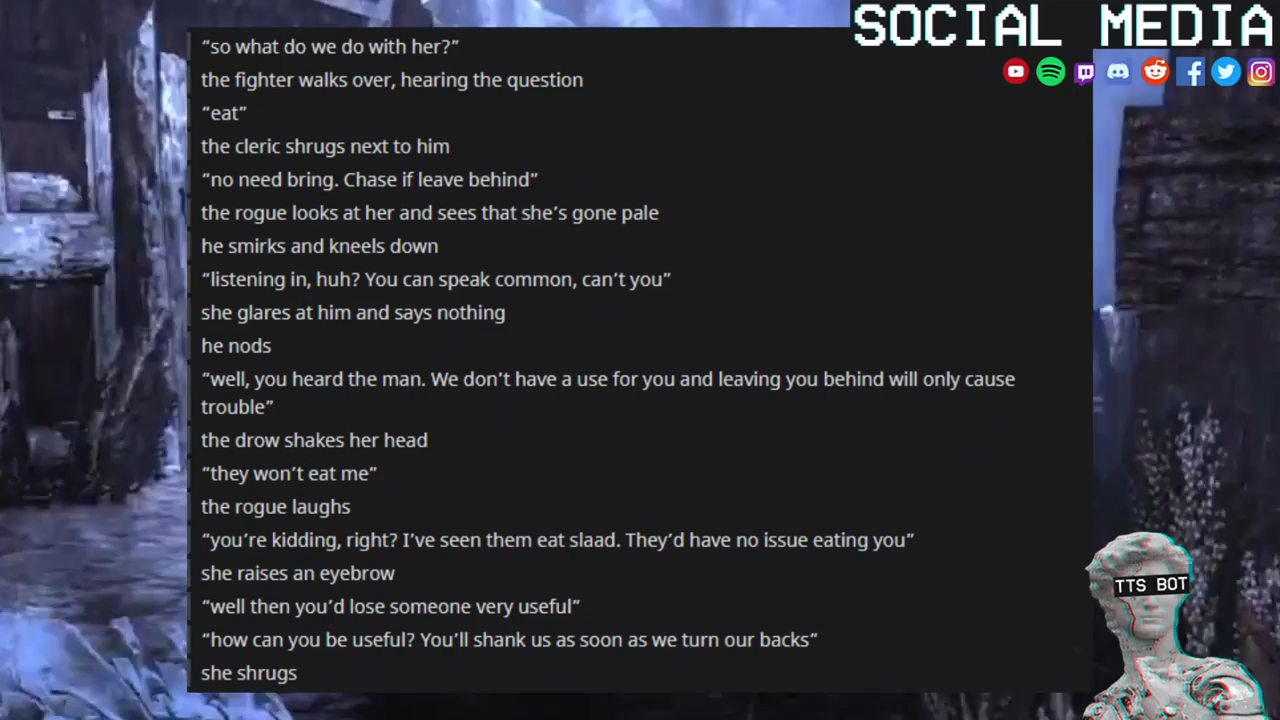 SOCIAL MEDIA
“so what do we do with her?”
the fighter walks over, hearing the question
“eat”
the cleric shrugs next to him
“no need bring. Chase if leave behind”
the rogue looks at her and sees that she’s gone pale
he smirks and kneels down
“listening in, huh? You can speak common, can’t you”
she glares at him and says nothing
he nods
“well, you heard the man. We don’t have a use for you and leaving you behind will only cause
trouble”
the drow shakes her head
“they won’t eat me”
the rogue laughs
“you’re kidding, right? I’ve seen them eat slaad. They’d have no issue eating you”
she raises an eyebrow
“well then you’d lose someone very useful”
“how can you be useful? You’ll shank us as soon as we turn our backs”
she shrugs
TTS BOT